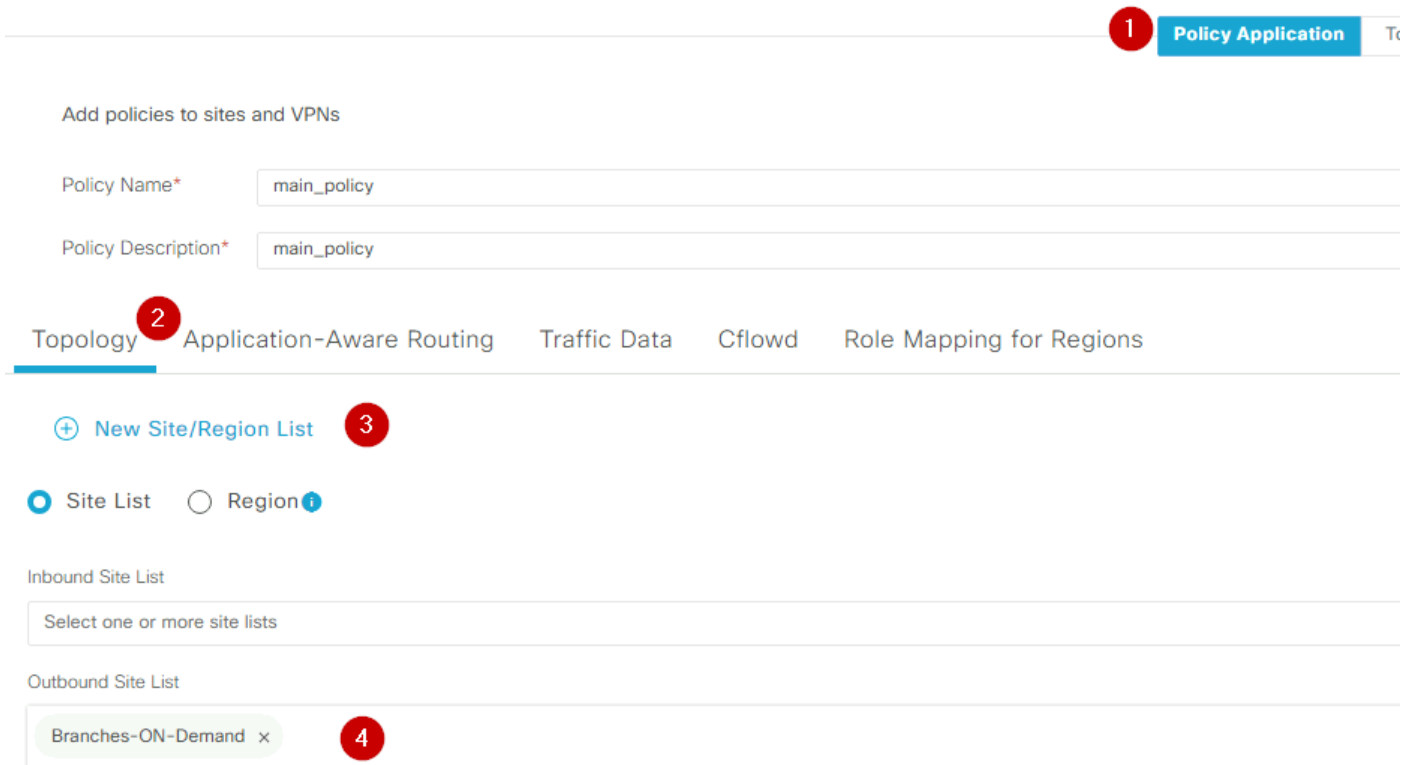 1 Policy Application
Add policies to sites and VPNs
Policy Name* main_policy
Policy Description* main_policy
2
Topology Application-Aware Routing Traffic Data Cflowd Role Mapping for Regions
New Site/Region List 3
Site List Region i
Inbound Site List
Select one or more site lists
Outbound Site List
Branches-ON-Demand × 4